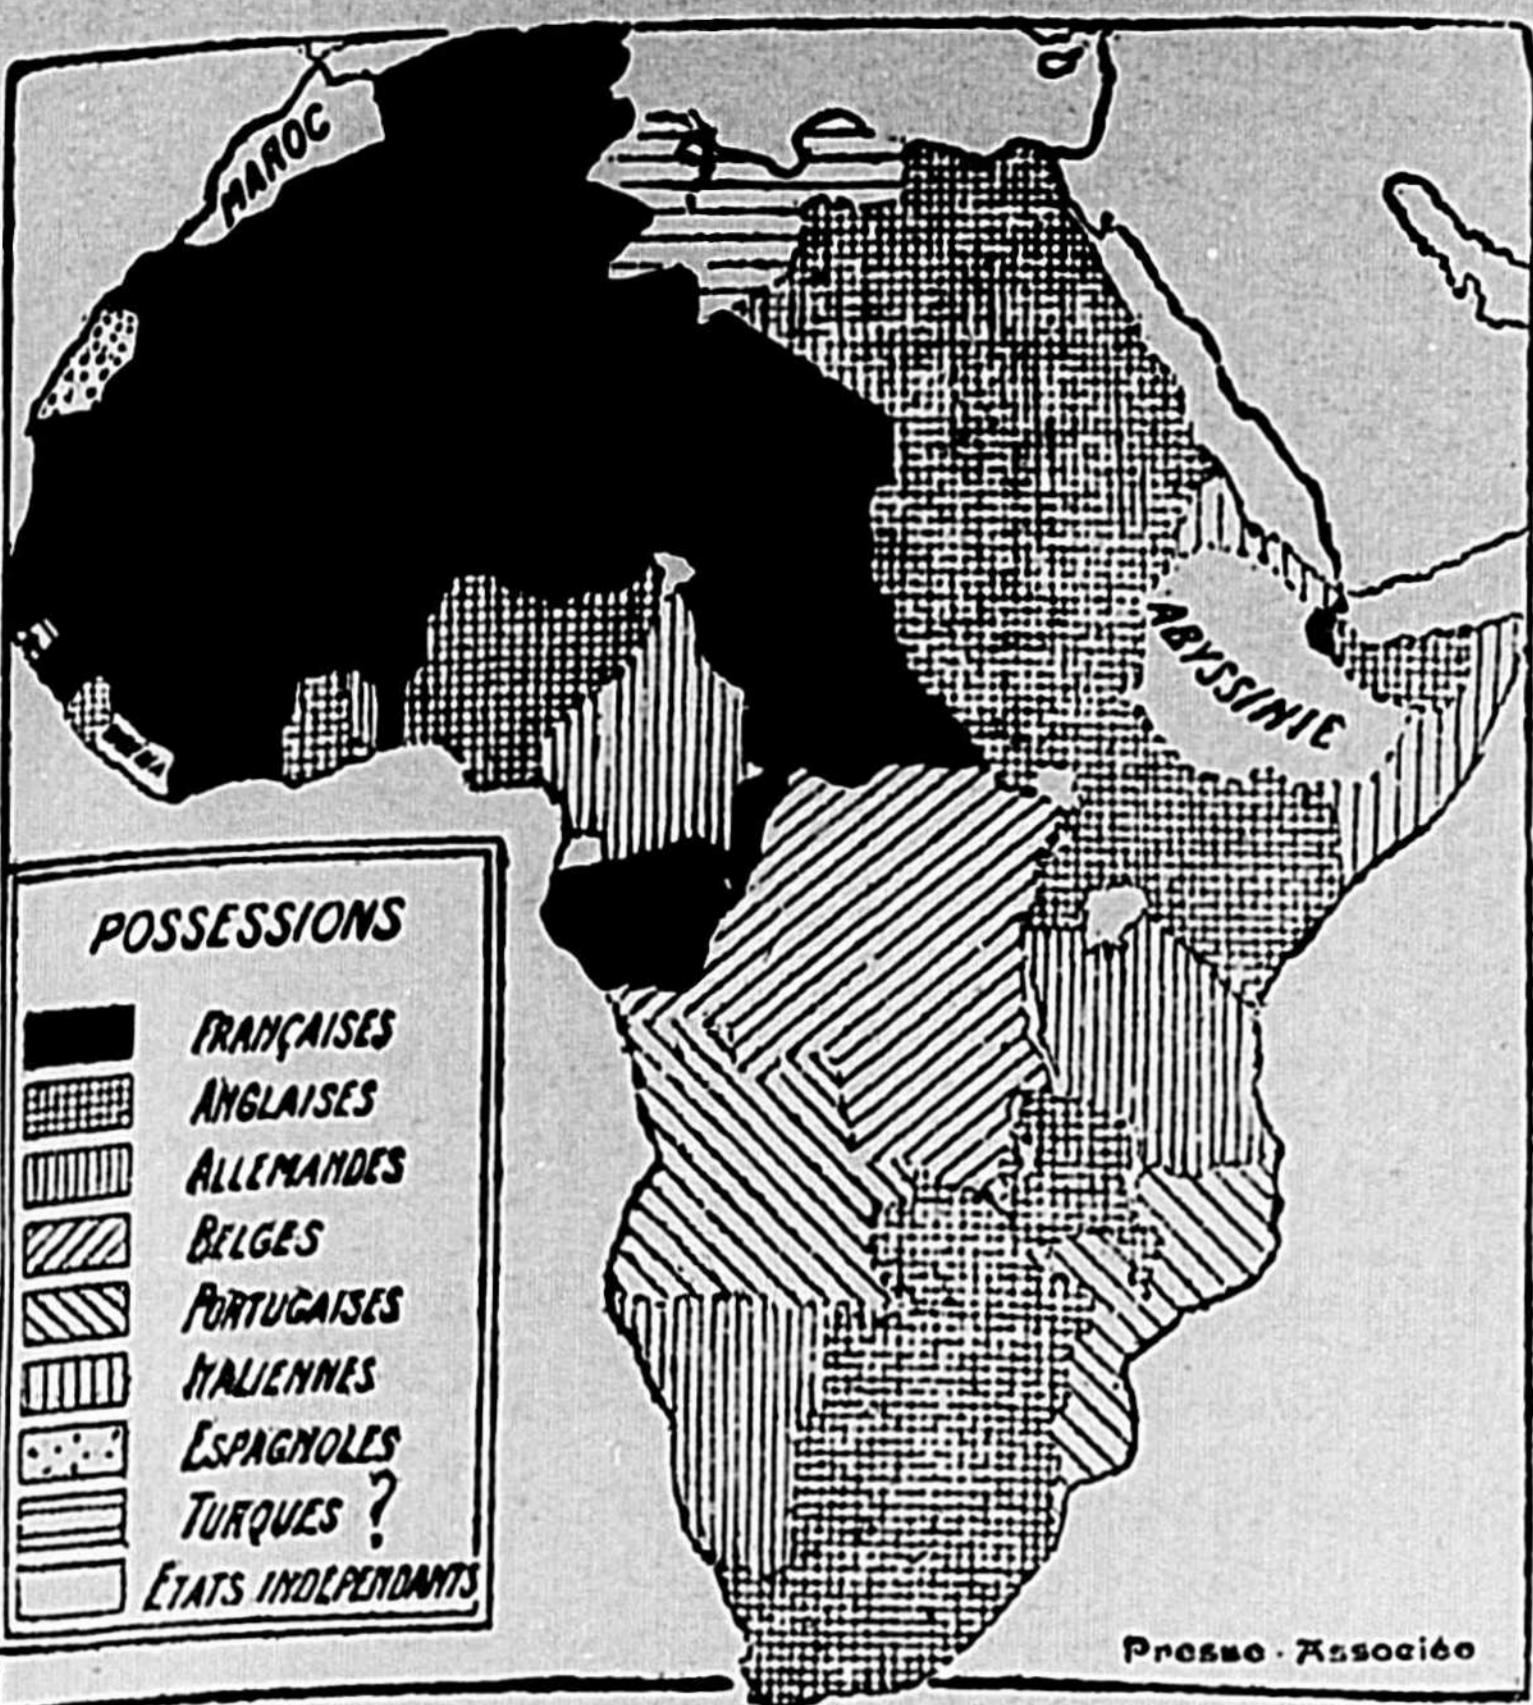 MAROC
ABYSSINIE
POSSESSIONS
FRANÇAISES
ANGLAISES
ALLEMANDES
BELGES
PORTUGAISES
ITALIENNES
ESPAGNOLES
TURQUES ?
ETATS INDEPENDANTS
Presse · Associée